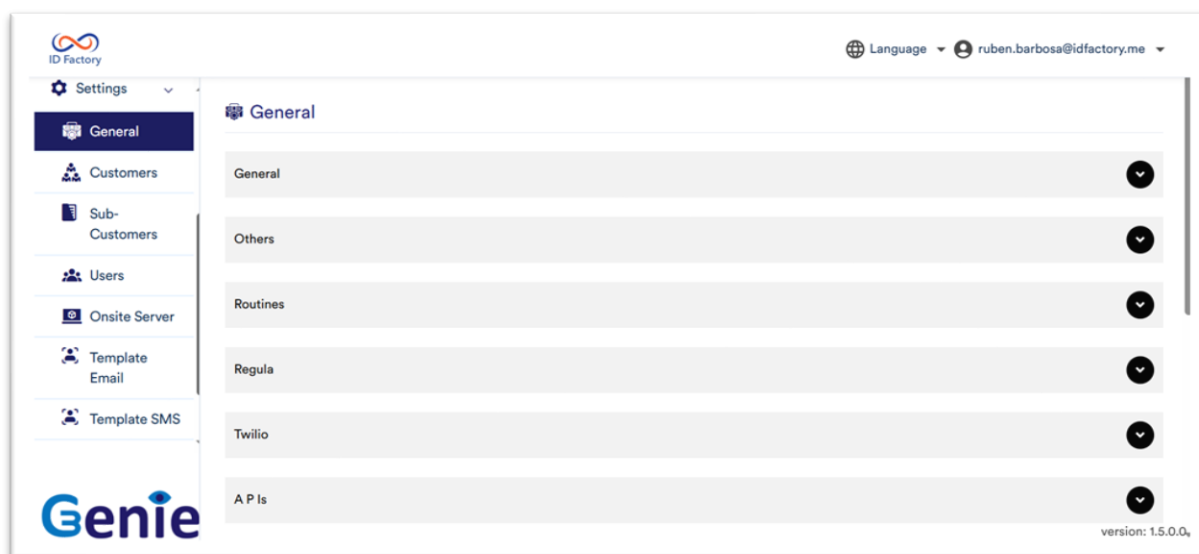 ID Factory
Language
ruben.barbosa@idfactory.me
Settings
General
Customers
Sub-
Customers
Users
Onsite Server
Template
Email
Template SMS
Genie
General
General
Others
Routines
Regula
Twilio
A P Is
version: 1.5.0.0